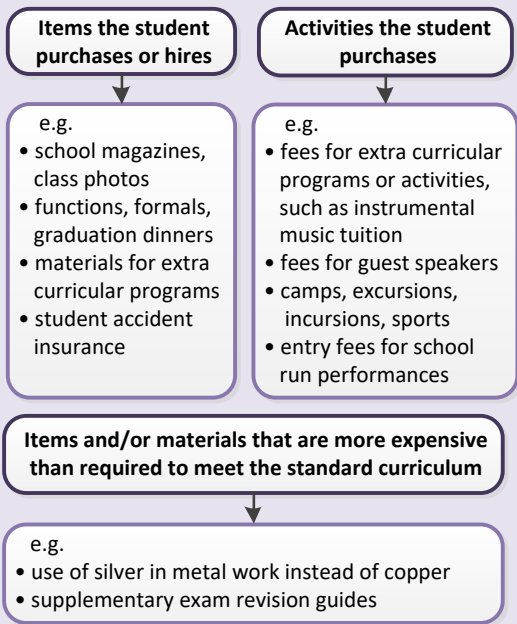 Items the student
purchases or hires
e.g.
• school magazines,
class photos
• functions, formals,
graduation dinners
• materials for extra
curricular programs
• student accident
insurance
Activities the student
purchases
e.g.
• fees for extra curricular
programs or activities,
such as instrumental
music tuition
• fees for guest speakers
• camps, excursions,
incursions, sports
• entry fees for school
run performances
Items and/or materials that are more expensive
than required to meet the standard curriculum
e.g.
• use of silver in metal work instead of copper
• supplementary exam revision guides